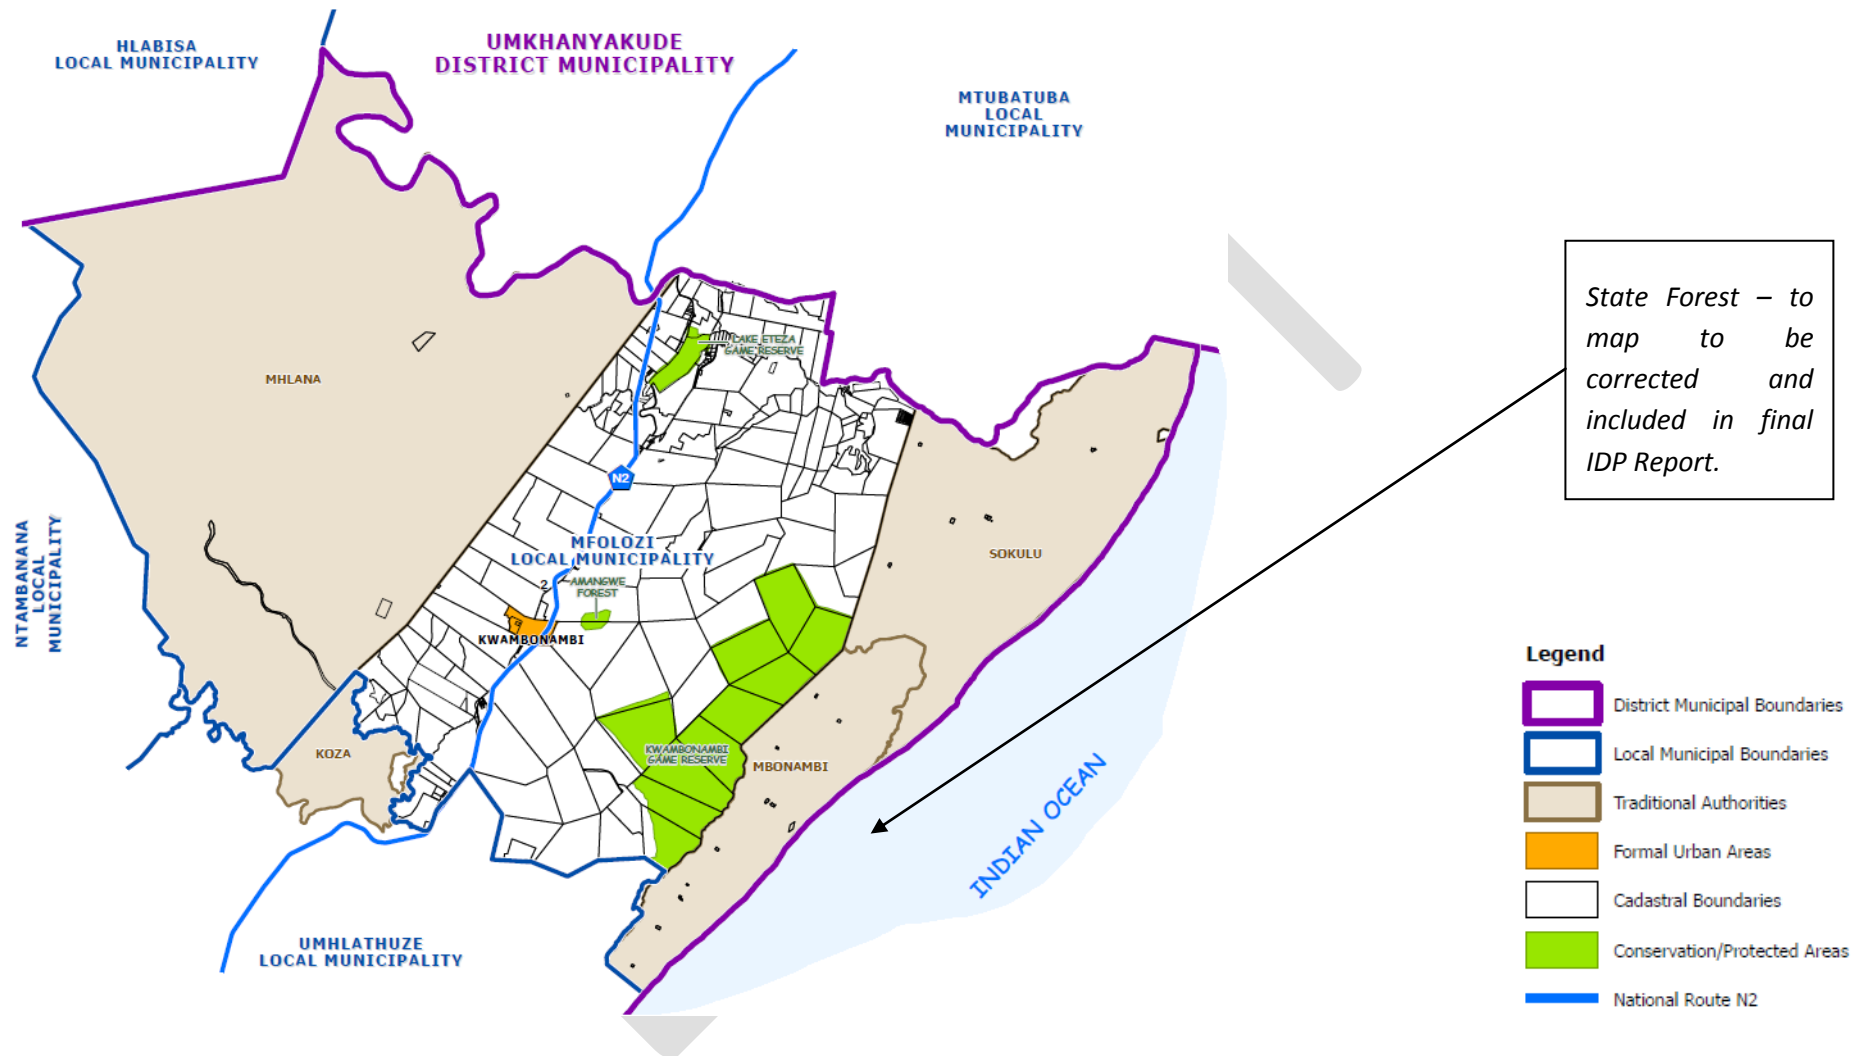 HLABISA
LOCAL MUNICIPALITY
UMKHANYAKUDE
DISTRICT MUNICIPALITY
MTUBATUBA
LOCAL
MUNICIPALITY
State Forest – to
map to be
corrected and
included in final
IDP Report.
LAKE ETEZA
GAME RESERVE
MHLANA
N2
NTAMBANANA
LOCAL
MUNICIPALITY
MFOLOZI
LOCAL MUNICIPALITY
SOKULU
2
AMANGWE
FOREST
KWAMBONAMBI
KOZA
KWAMBONAMBI
GAME RESERVE
MBONAMBI
INDIAN OCEAN
UMHLATHUZE
LOCAL MUNICIPALITY
Legend
District Municipal Boundaries
Local Municipal Boundaries
Traditional Authorities
Formal Urban Areas
Cadastral Boundaries
Conservation/Protected Areas
National Route N2